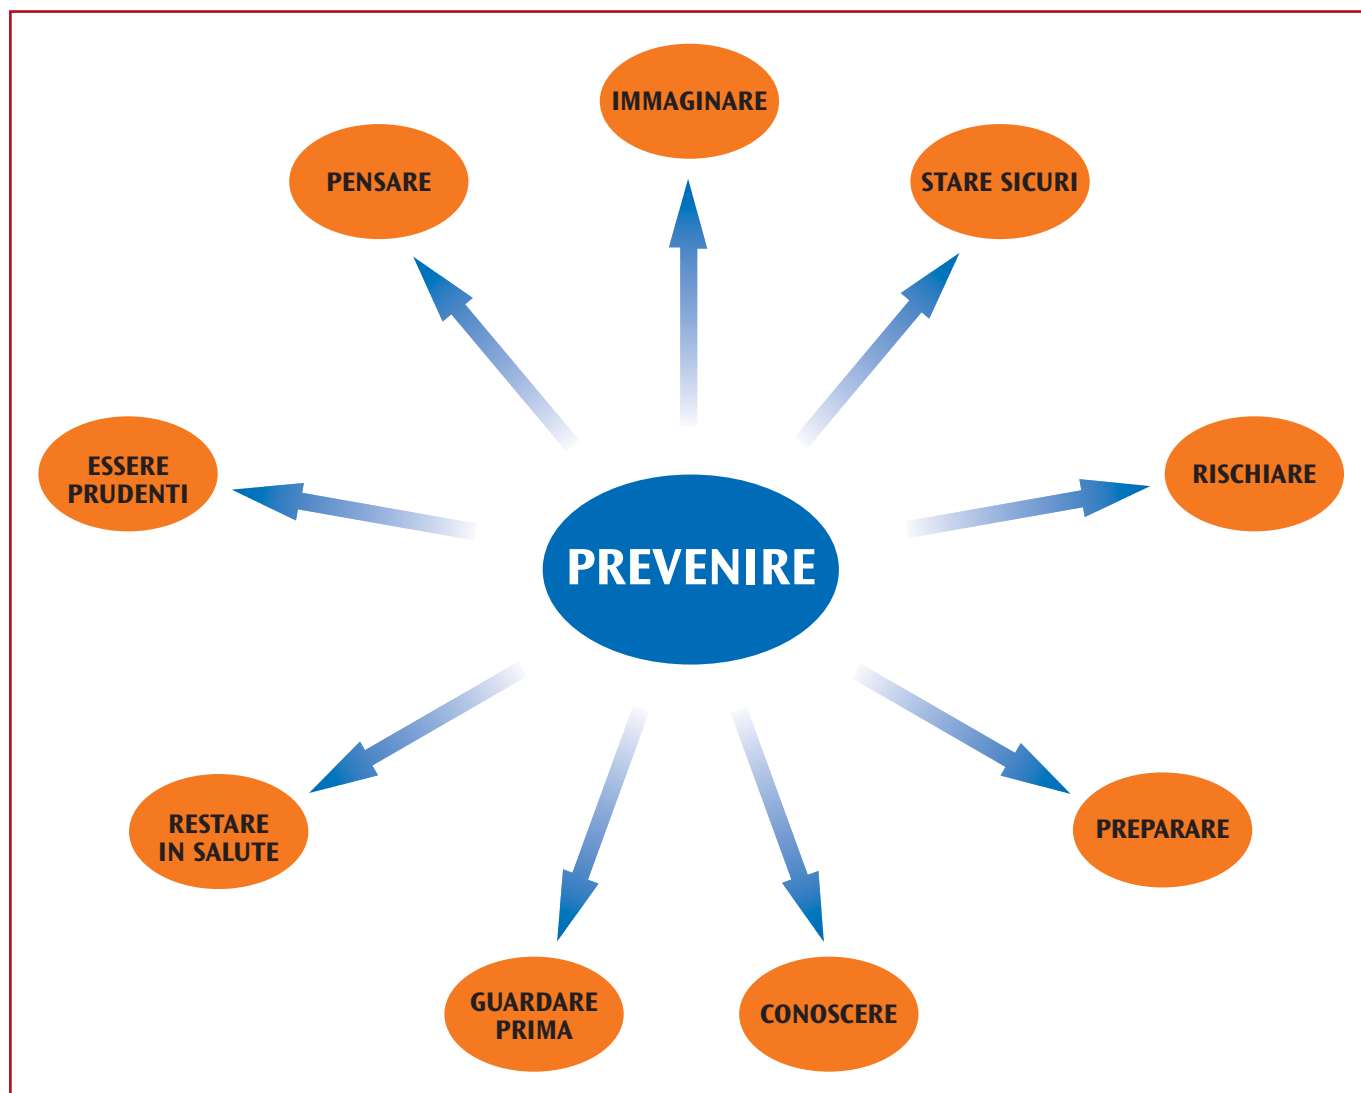 IMMAGINARE
PENSARE
STARE SICURI
ESSERE
PRUDENTI
RISCHIARE
PREVENIRE
RESTARE
IN SALUTE
PREPARARE
GUARDARE
PRIMA
CONOSCERE